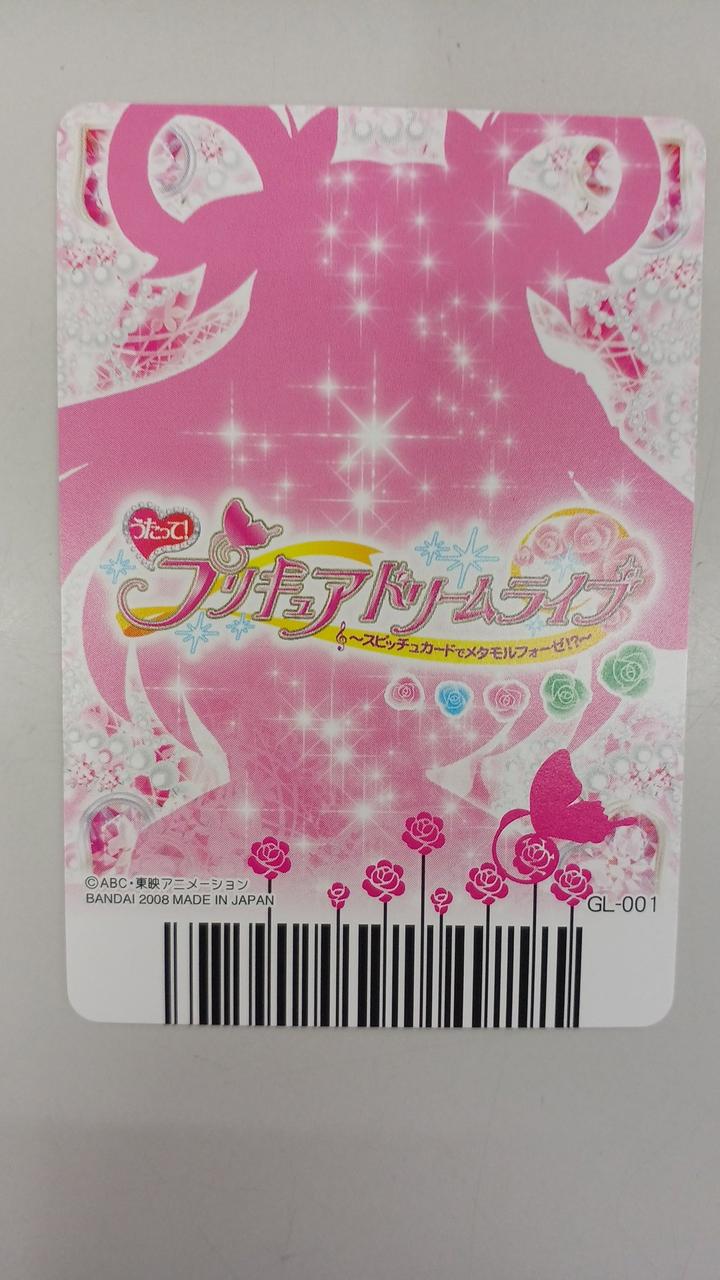 うたって!
プリキュアドリームライブ
~スピッチュカードでメタモルフォーゼ!?~
©ABC・東映アニメーション
BANDAI 2008 MADE IN JAPAN
GL-001